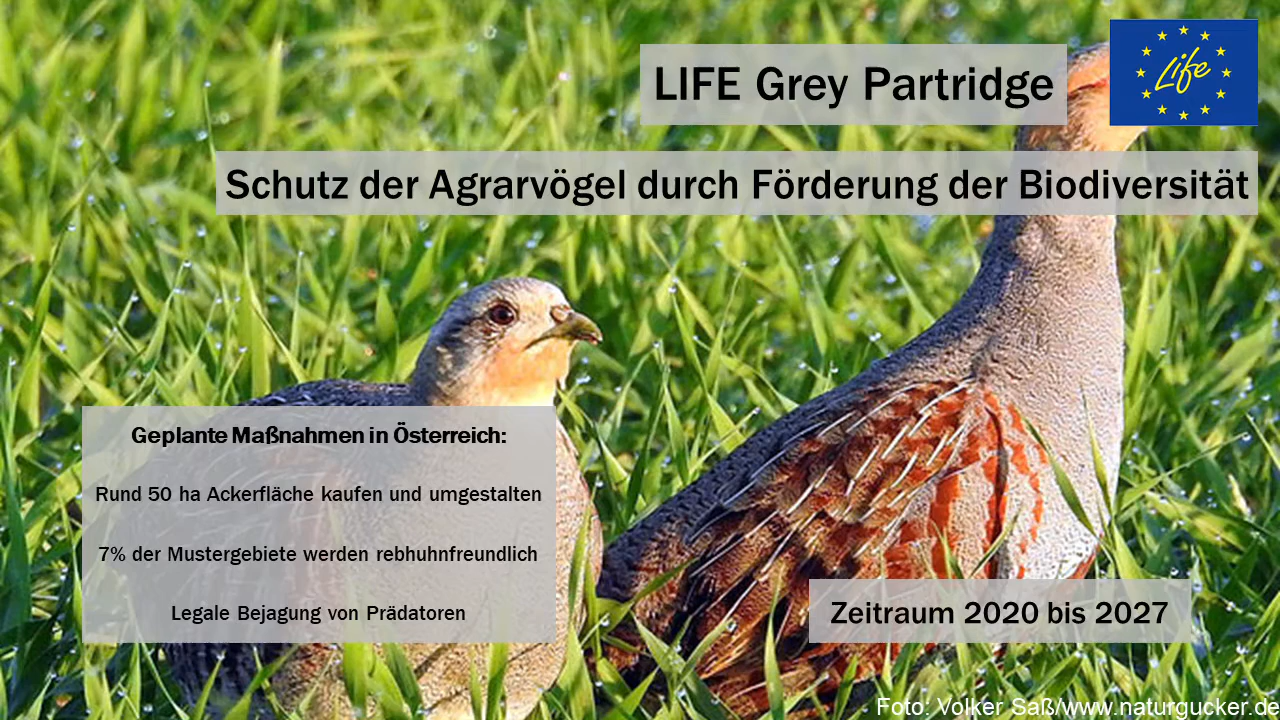 LIFE Grey Partridge
Life
Schutz der Agrarvögel durch Förderung der Biodiversität
Geplante Maßnahmen in Österreich:
Rund 50 ha Ackerfläche kaufen und umgestalten
7% der Mustergebiete werden rebhuhnfreundlich
Legale Bejagung von Prädatoren
Zeitraum 2020 bis 2027
Foto: Volker Saß/www.naturgucker.de